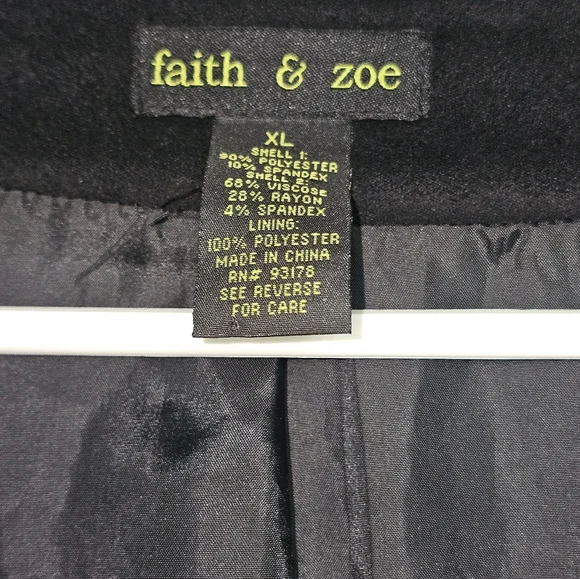 faith & zoe
XL
SHELL 1:
90% POLYESTER
10% SPANDEX
SHELL 2:
68% VISCOSE
28% RAYON
4% SPANDEX
LINING:
100% POLYESTER
MADE IN CHINA
RN# 93178
SEE REVERSE
FOR CARE